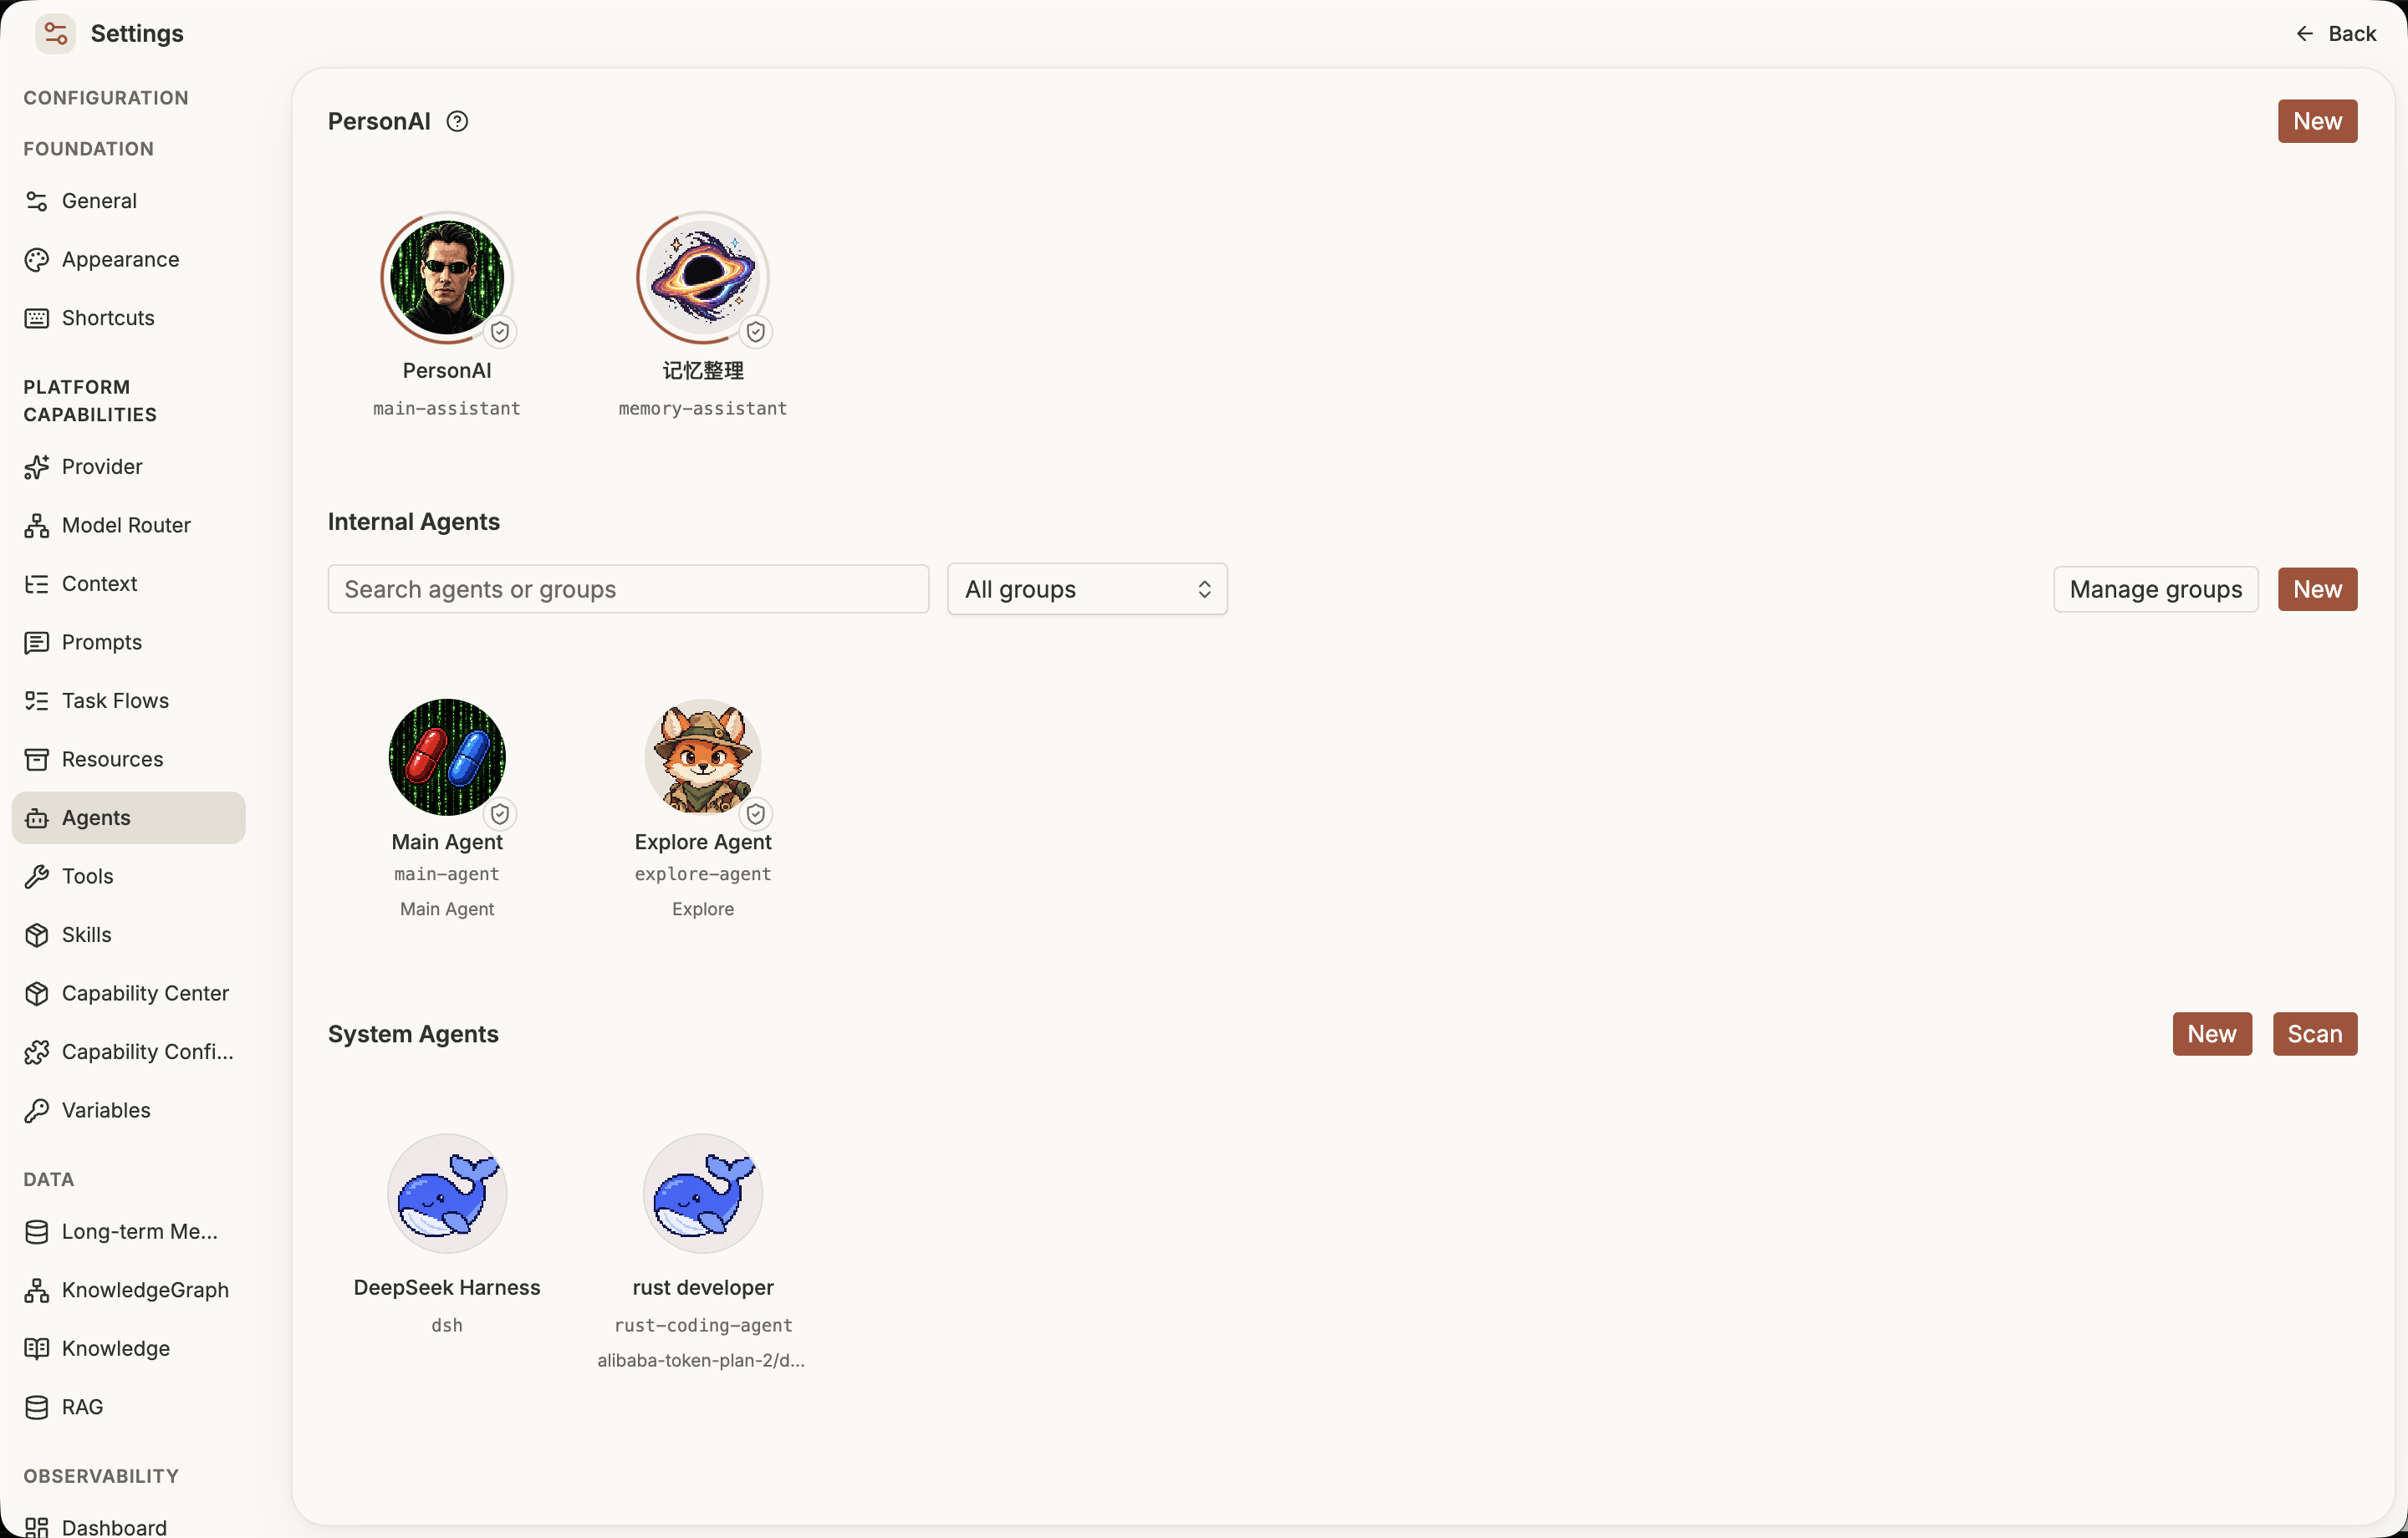 Settings
Back
CONFIGURATION
FOUNDATION
General
Appearance
Shortcuts
PLATFORM
CAPABILITIES
Provider
Model Router
Context
Prompts
Task Flows
Resources
Agents
Tools
Skills
Capability Center
Capability Confi...
Variables
DATA
Long-term Me...
KnowledgeGraph
Knowledge
RAG
OBSERVABILITY
Dashboard
PersonAI
New
PersonAI
main-assistant
记忆整理
memory-assistant
Internal Agents
Search agents or groups
All groups
Manage groups
New
Main Agent
main-agent
Main Agent
Explore Agent
explore-agent
Explore
System Agents
New
Scan
DeepSeek Harness
dsh
rust developer
rust-coding-agent
alibaba-token-plan-2/d...